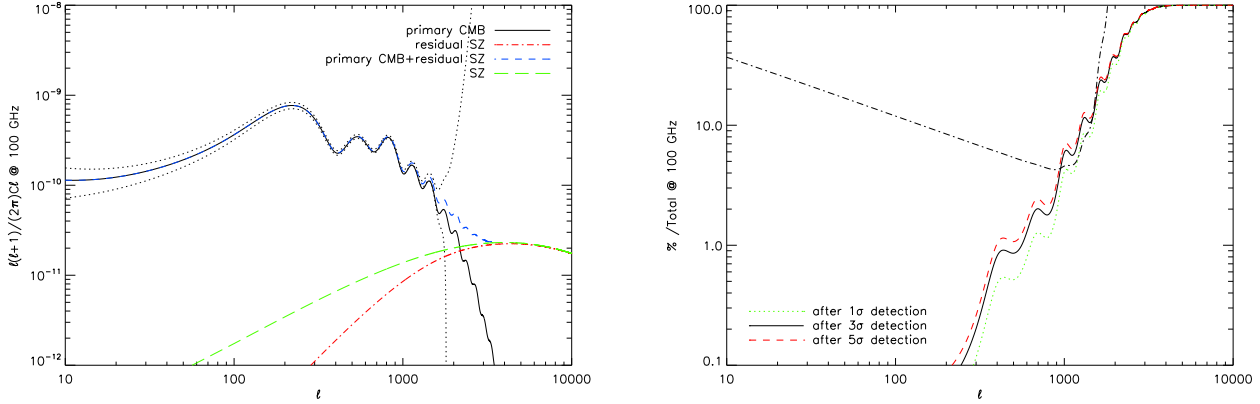 10⁻⁸
10⁻⁹
10⁻¹⁰
10⁻¹¹
10⁻¹²
ℓ(ℓ+1)/(2π)Cℓ @ 100 GHz
primary CMB
residual SZ
primary CMB+residual SZ
SZ
10
100
1000
10000
ℓ
100.0
10.0
1.0
0.1
% /Total @ 100 GHz
after 1σ detection
after 3σ detection
after 5σ detection
10
100
1000
10000
ℓ